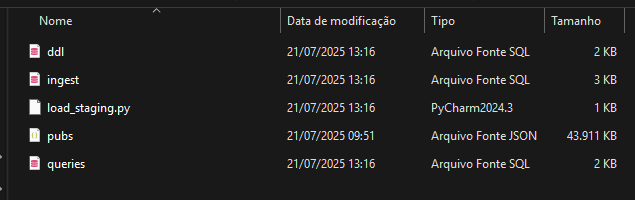 Nome Data de modificação Tipo Tamanho
ddl 21/07/2025 13:16 Arquivo Fonte SQL 2 KB
ingest 21/07/2025 13:16 Arquivo Fonte SQL 3 KB
load_staging.py 21/07/2025 13:16 PyCharm2024.3 1 KB
pubs 21/07/2025 09:51 Arquivo Fonte JSON 43.911 KB
queries 21/07/2025 13:16 Arquivo Fonte SQL 2 KB